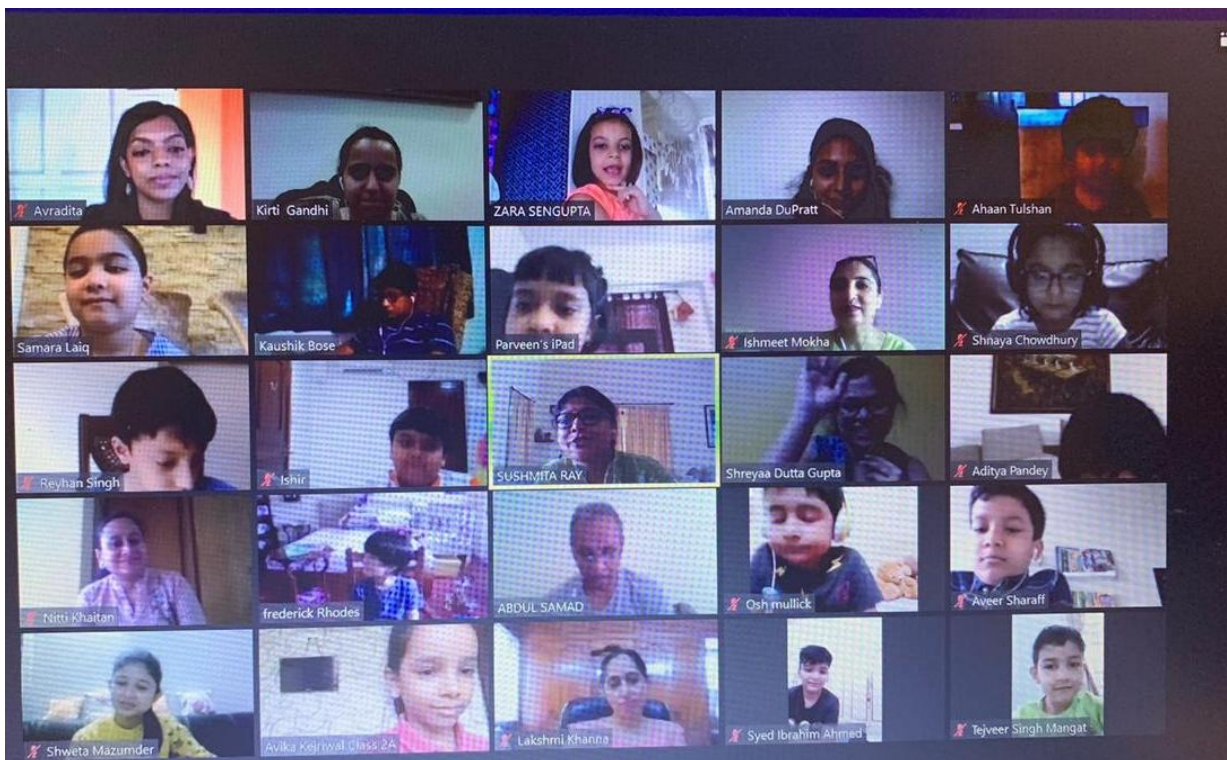 Avradita
Kirti Gandhi
ZARA SENGUPTA
Amanda DuPratt
Ahaan Tulshan
Samara Laiq
Kaushik Bose
Parveen's iPad
Ishmeet Mokha
Shnaya Chowdhury
Reyhan Singh
Ishir
SUSHMITA RAY
Shreyaa Dutta Gupta
Aditya Pandey
Nitti Khaitan
frederick Rhodes
ABDUL SAMAD
Osh mullick
Aveer Sharaff
Shweta Mazumder
Avika Kejriwal Class 2A
Lakshmi Khanna
Syed Ibrahim Ahmed
Tejveer Singh Mangat